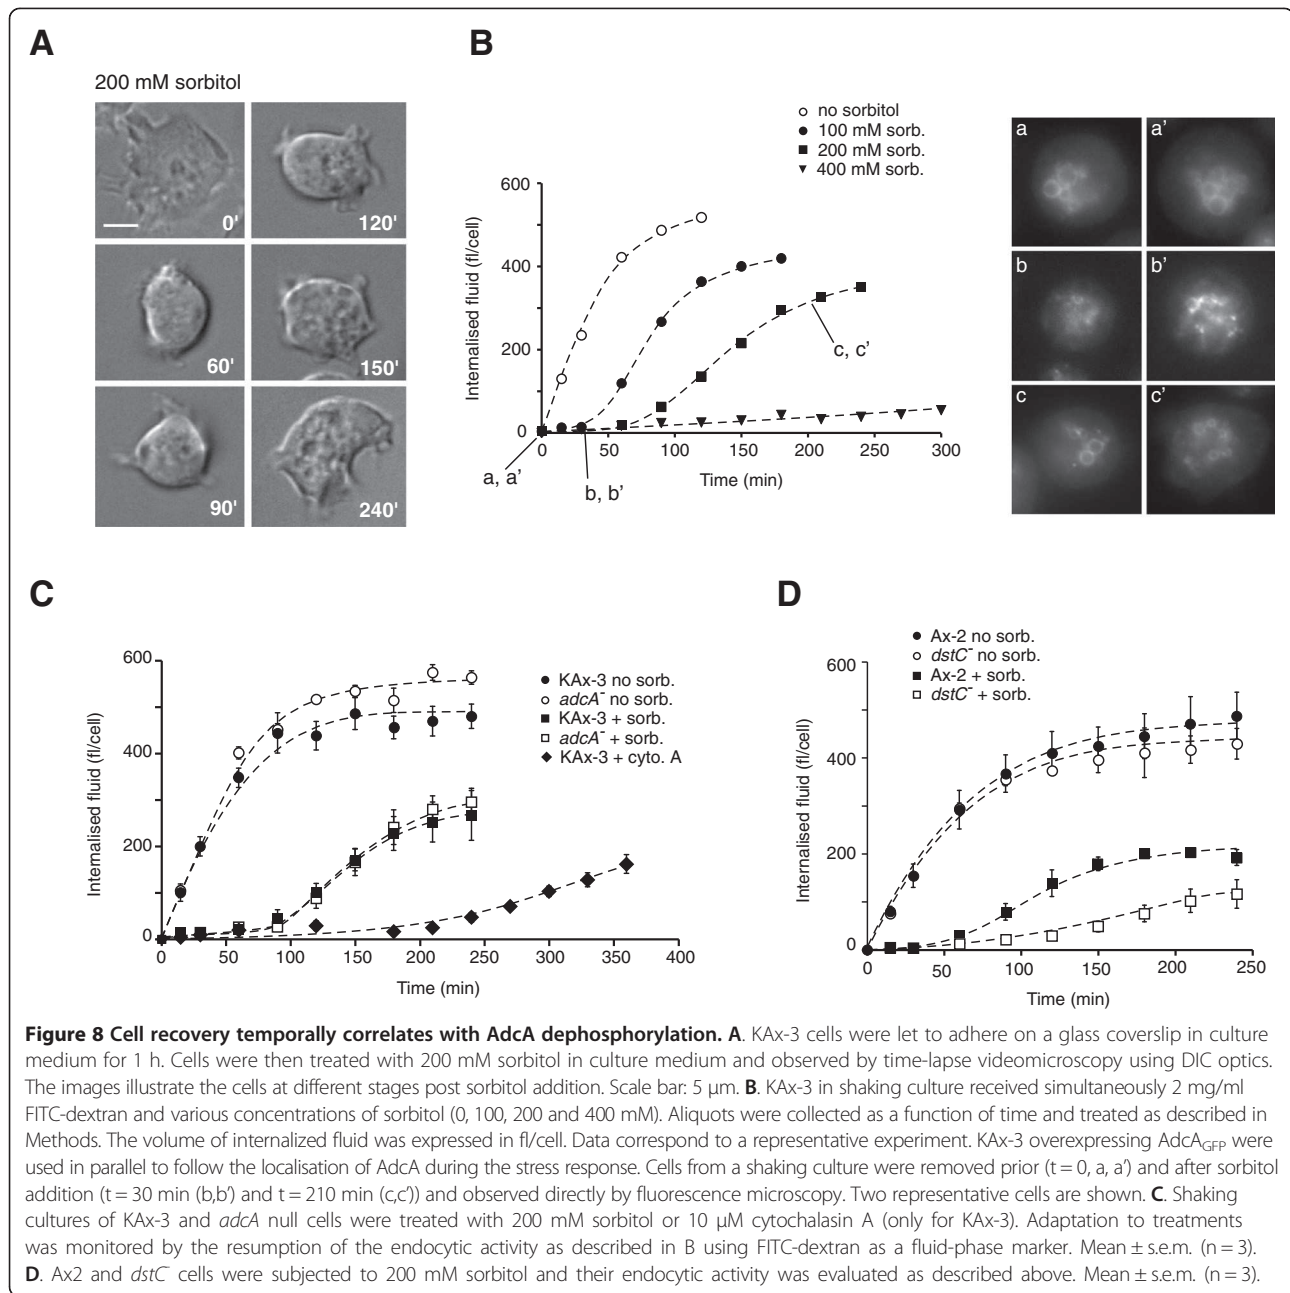 A
200 mM sorbitol
0'
120'
60'
150'
90'
240'
B
no sorbitol
100 mM sorb.
200 mM sorb.
400 mM sorb.
Internalised fluid (fl/cell)
600
400
200
0
0 50 100 150 200 250 300
Time (min)
a, a’
b, b’
c, c’
a
a’
b
b’
c
c’
C
KAx-3 no sorb.
adcA⁻ no sorb.
KAx-3 + sorb.
adcA⁻ + sorb.
KAx-3 + cyto. A
Internalised fluid (fl/cell)
600
400
200
0
0 50 100 150 200 250 300 350 400
Time (min)
D
Ax-2 no sorb.
dstC⁻ no sorb.
Ax-2 + sorb.
dstC⁻ + sorb.
Internalised fluid (fl/cell)
600
400
200
0
0 50 100 150 200 250
Time (min)
Figure 8 Cell recovery temporally correlates with AdcA dephosphorylation. A. KAx-3 cells were let to adhere on a glass coverslip in culture
medium for 1 h. Cells were then treated with 200 mM sorbitol in culture medium and observed by time-lapse videomicroscopy using DIC optics.
The images illustrate the cells at different stages post sorbitol addition. Scale bar: 5 μm. B. KAx-3 in shaking culture received simultaneously 2 mg/ml
FITC-dextran and various concentrations of sorbitol (0, 100, 200 and 400 mM). Aliquots were collected as a function of time and treated as described in
Methods. The volume of internalized fluid was expressed in fl/cell. Data correspond to a representative experiment. KAx-3 overexpressing AdcA_GFP were
used in parallel to follow the localisation of AdcA during the stress response. Cells from a shaking culture were removed prior (t = 0, a, a’) and after sorbitol
addition (t = 30 min (b,b’) and t = 210 min (c,c’)) and observed directly by fluorescence microscopy. Two representative cells are shown. C. Shaking
cultures of KAx-3 and adcA null cells were treated with 200 mM sorbitol or 10 μM cytochalasin A (only for KAx-3). Adaptation to treatments
was monitored by the resumption of the endocytic activity as described in B using FITC-dextran as a fluid-phase marker. Mean ± s.e.m. (n = 3).
D. Ax2 and dstC⁻ cells were subjected to 200 mM sorbitol and their endocytic activity was evaluated as described above. Mean ± s.e.m. (n = 3).